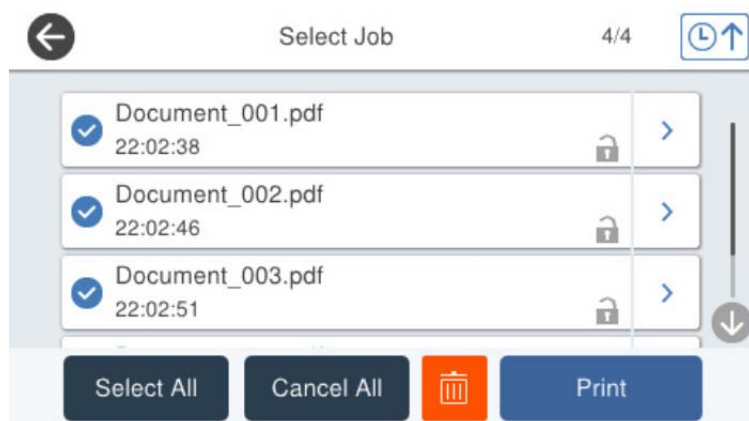 Select Job
4/4
Document_001.pdf
22:02:38
Document_002.pdf
22:02:46
Document_003.pdf
22:02:51
Select All
Cancel All
Print